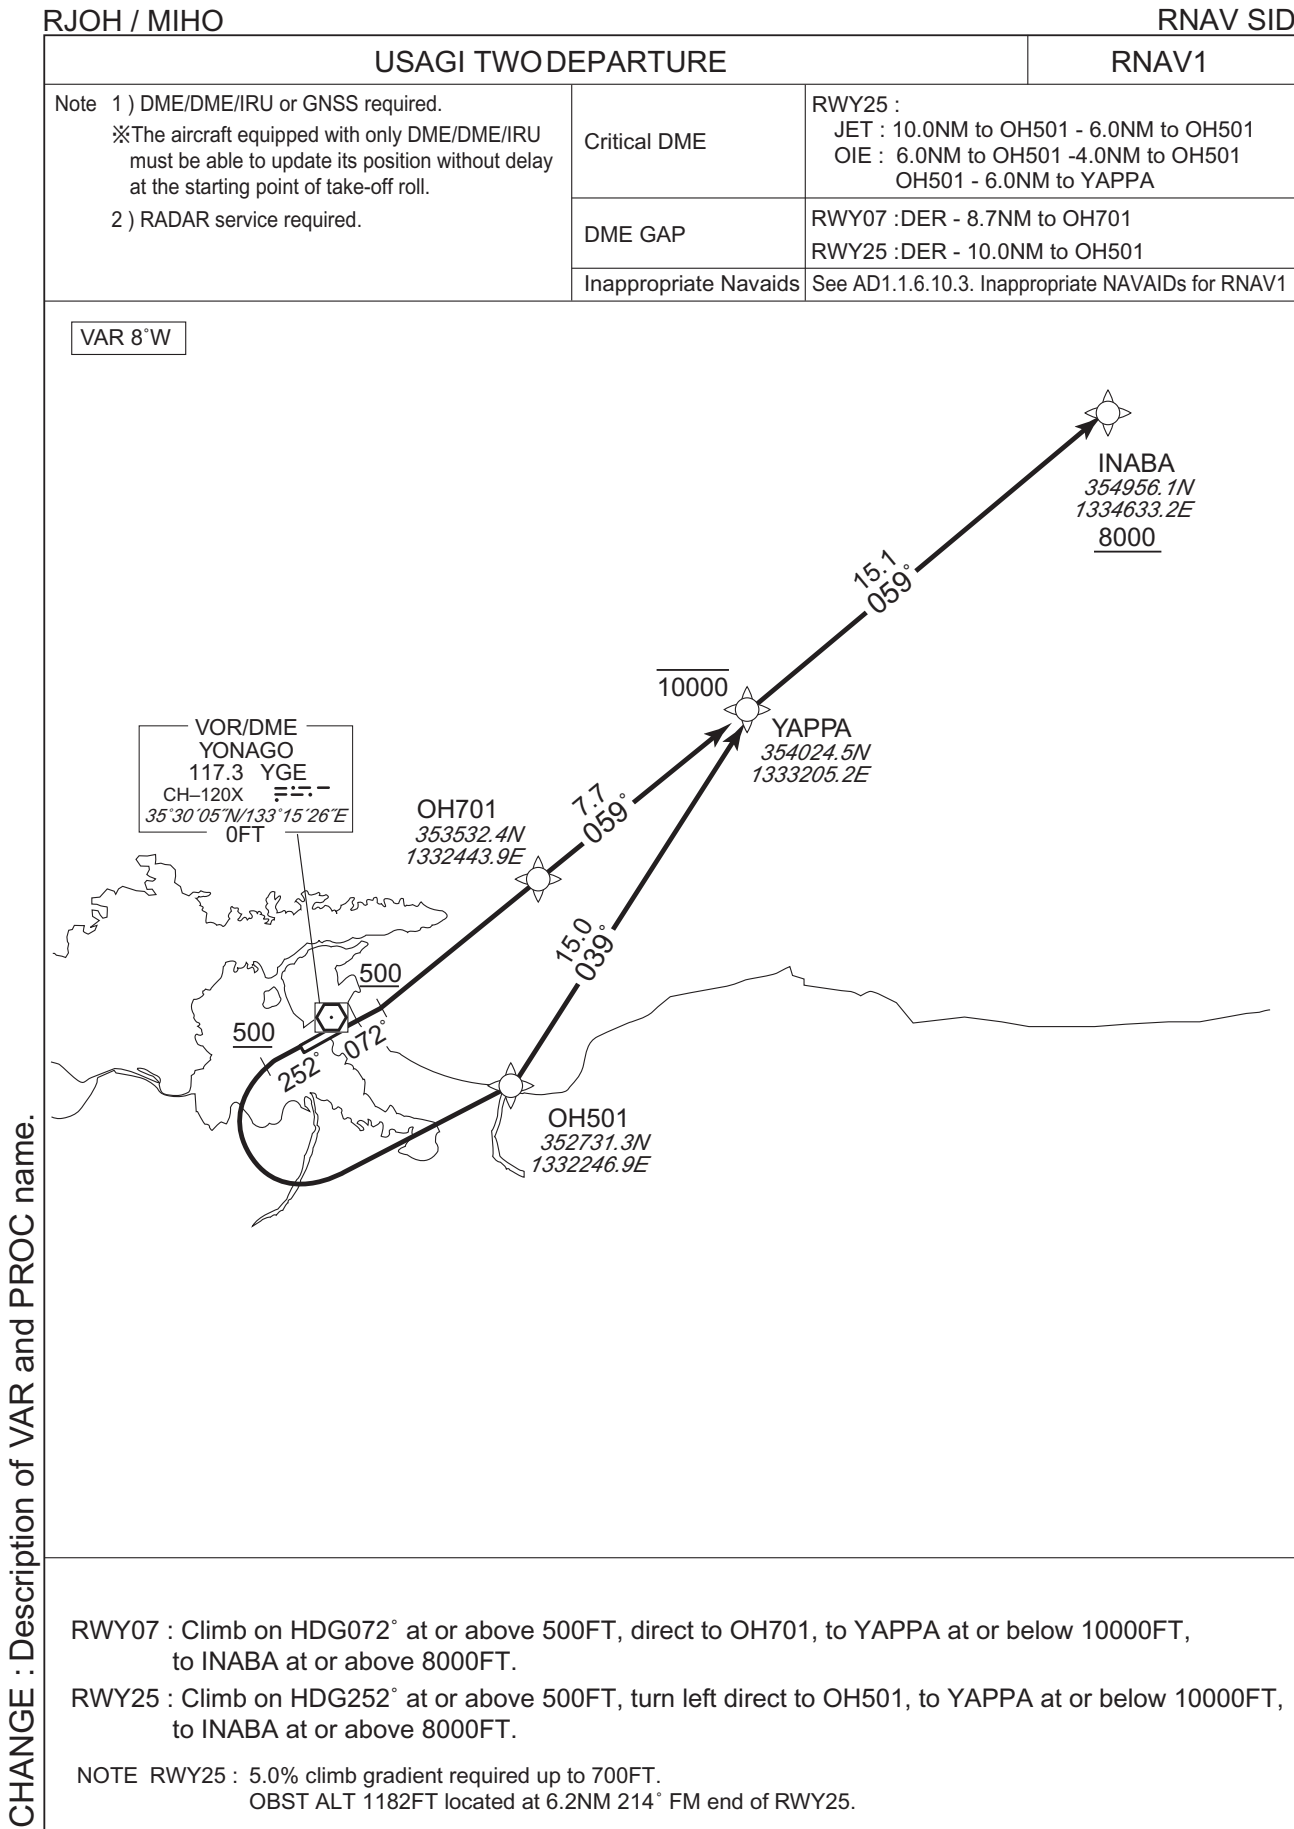 RJOH / MIHO
RNAV SID
USAGI TWO DEPARTURE
RNAV1
Note 1 ) DME/DME/IRU or GNSS required.
※The aircraft equipped with only DME/DME/IRU
must be able to update its position without delay
at the starting point of take-off roll.
2 ) RADAR service required.
Critical DME
RWY25 :
JET : 10.0NM to OH501 - 6.0NM to OH501
OIE : 6.0NM to OH501 -4.0NM to OH501
OH501 - 6.0NM to YAPPA
DME GAP
RWY07 :DER - 8.7NM to OH701
RWY25 :DER - 10.0NM to OH501
Inappropriate Navaids
See AD1.1.6.10.3. Inappropriate NAVAIDs for RNAV1
VAR 8°W
INABA
354956.1N
1334633.2E
8000
15.1
059°
10000
YAPPA
354024.5N
1333205.2E
VOR/DME
YONAGO
117.3 YGE
CH–120X
35°30′05″N/133°15′26″E
0FT
OH701
353532.4N
1332443.9E
7.7
059°
15.0
039°
500
500
072°
252°
OH501
352731.3N
1332246.9E
RWY07 : Climb on HDG072° at or above 500FT, direct to OH701, to YAPPA at or below 10000FT,
to INABA at or above 8000FT.
RWY25 : Climb on HDG252° at or above 500FT, turn left direct to OH501, to YAPPA at or below 10000FT,
to INABA at or above 8000FT.
NOTE RWY25 : 5.0% climb gradient required up to 700FT.
OBST ALT 1182FT located at 6.2NM 214° FM end of RWY25.
CHANGE : Description of VAR and PROC name.